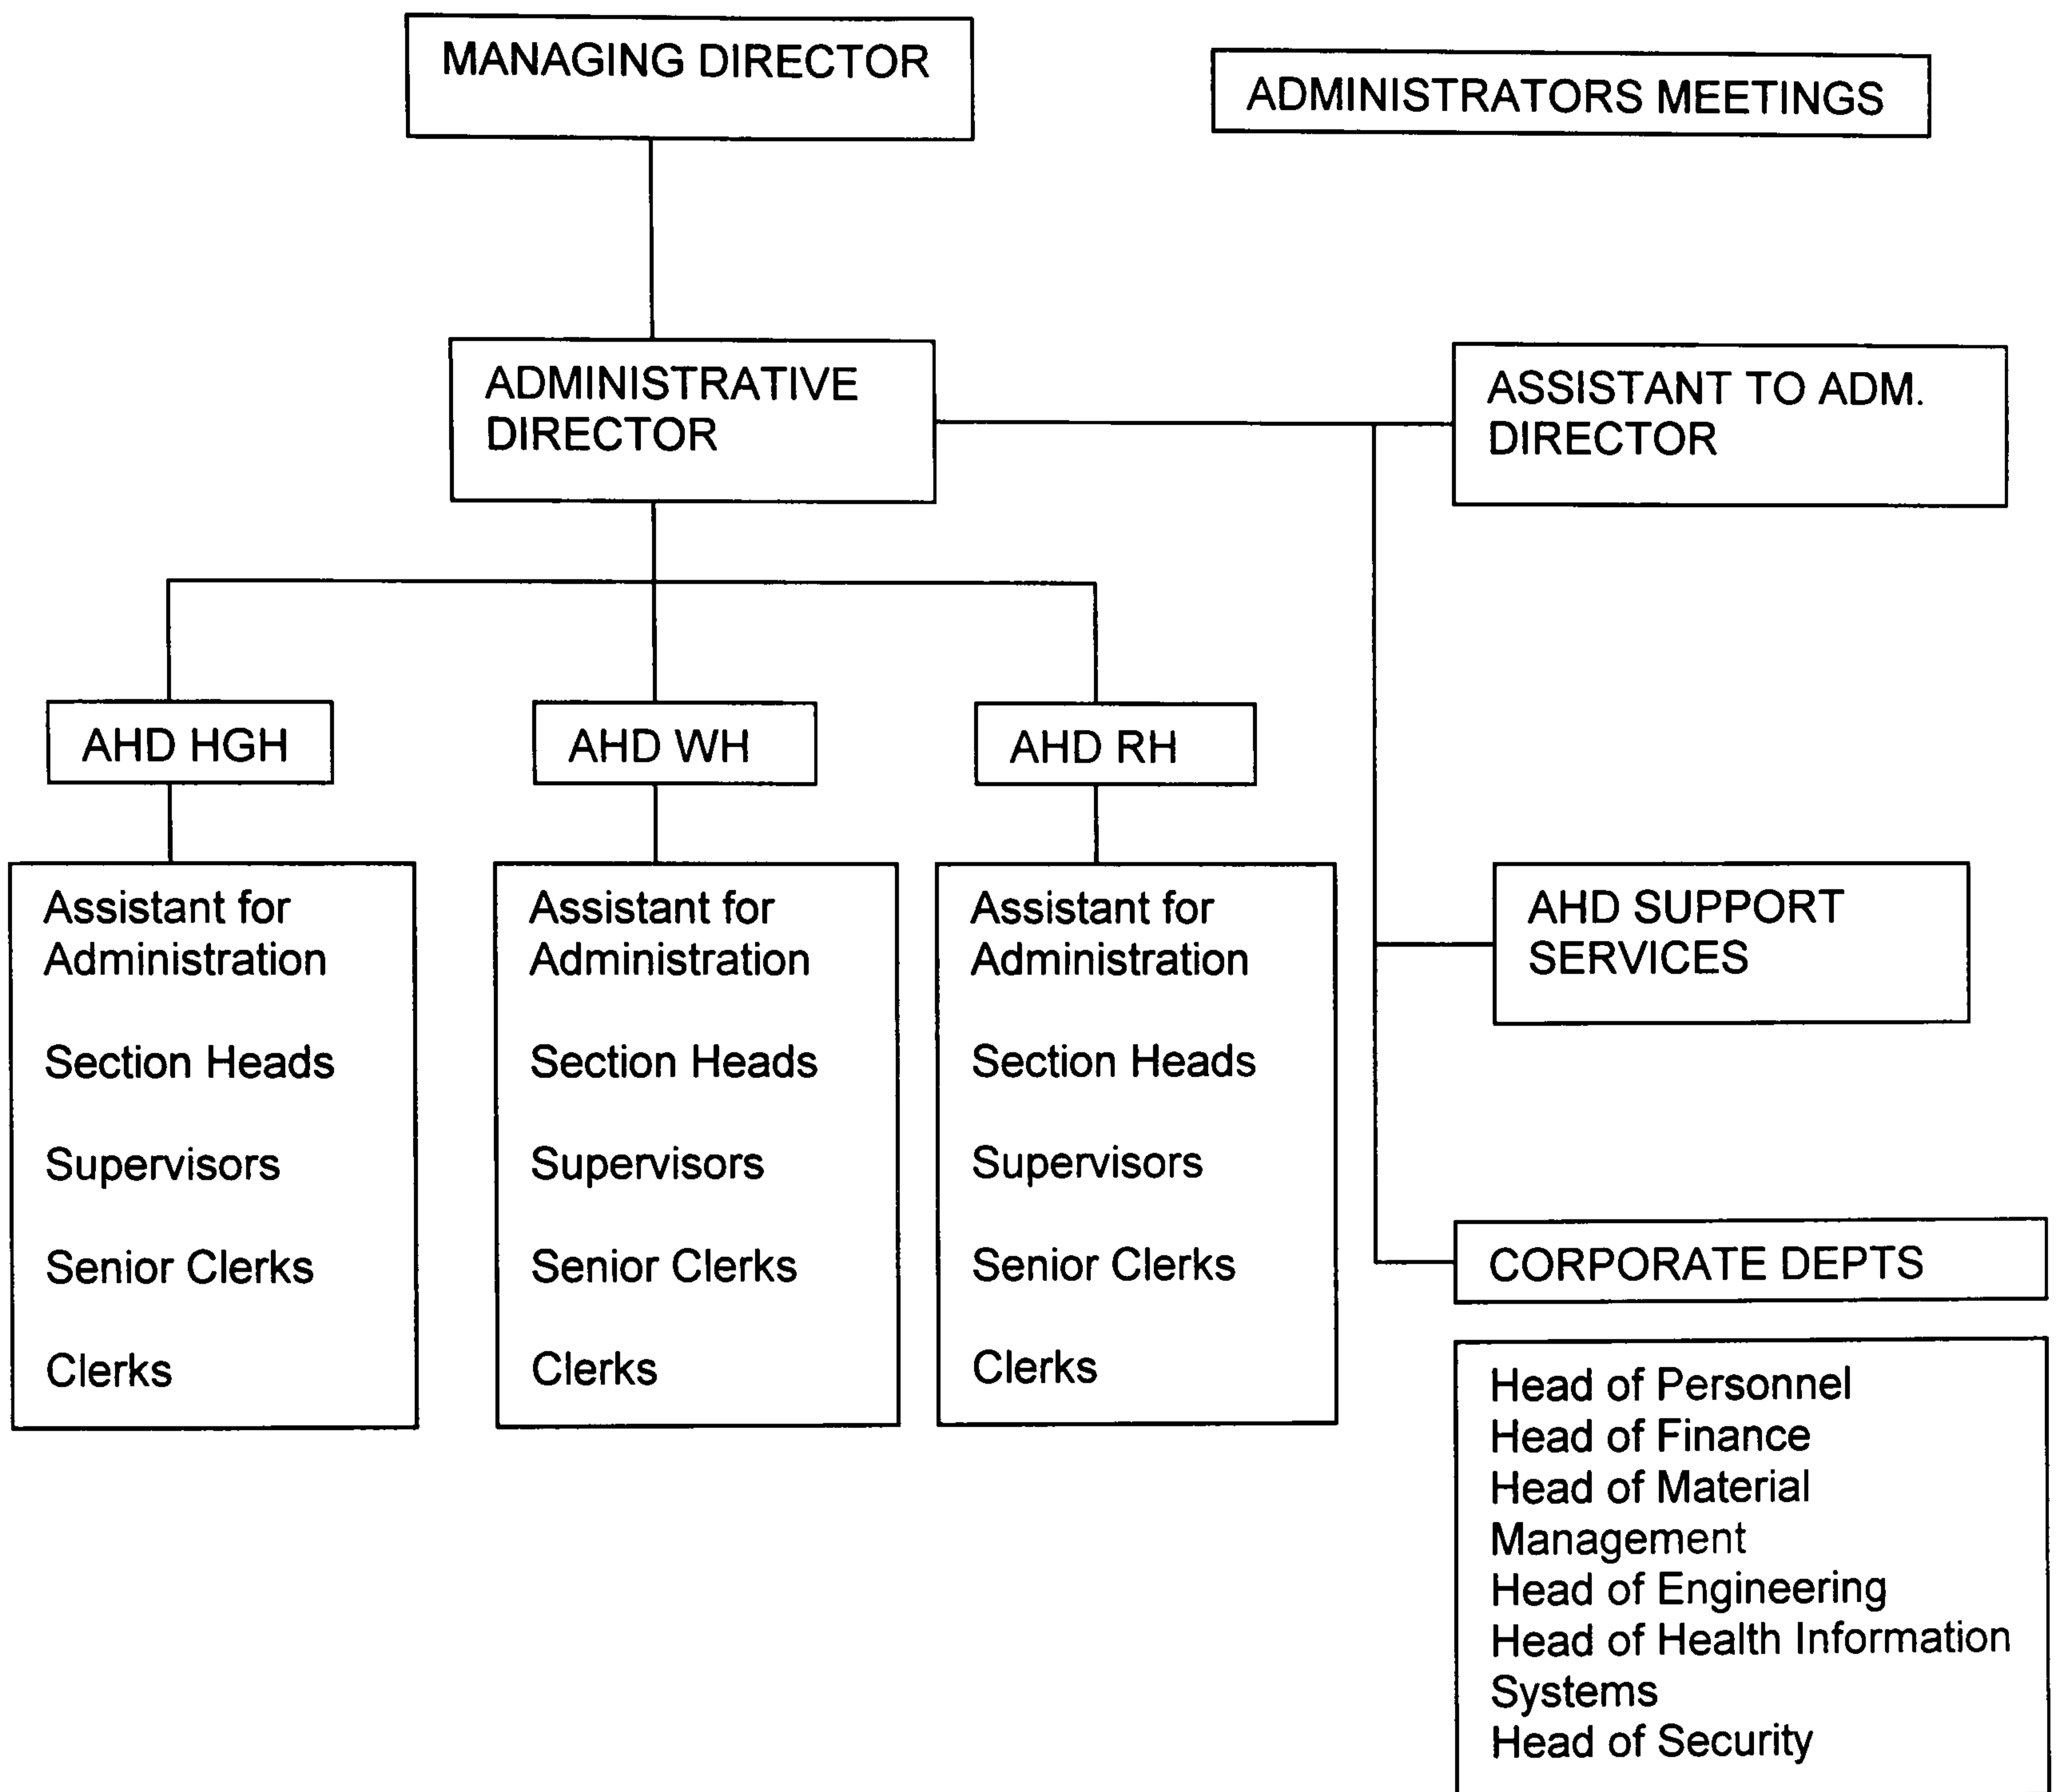 MANAGING DIRECTOR
ADMINISTRATORS MEETINGS
ADMINISTRATIVE
DIRECTOR
ASSISTANT TO ADM.
DIRECTOR
AHD HGH
AHD WH
AHD RH
Assistant for
Administration
Section Heads
Supervisors
Senior Clerks
Clerks
Assistant for
Administration
Section Heads
Supervisors
Senior Clerks
Clerks
Assistant for
Administration
Section Heads
Supervisors
Senior Clerks
Clerks
AHD SUPPORT
SERVICES
CORPORATE DEPTS
Head of Personnel
Head of Finance
Head of Material
Management
Head of Engineering
Head of Health Information
Systems
Head of Security